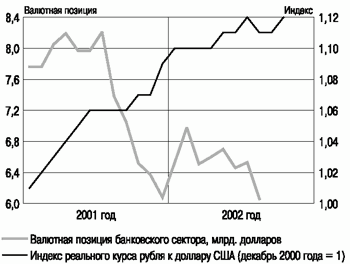 Валютная позиция Индекс
8,4 1,12
8,0 1,10
7,6 1,08
7,2 1,06
6,8 1,04
6,4 1,02
6,0 1,00
2001 год 2002 год
Валютная позиция банковского сектора, млрд. долларов
Индекс реального курса рубля к доллару США (декабрь 2000 года = 1)